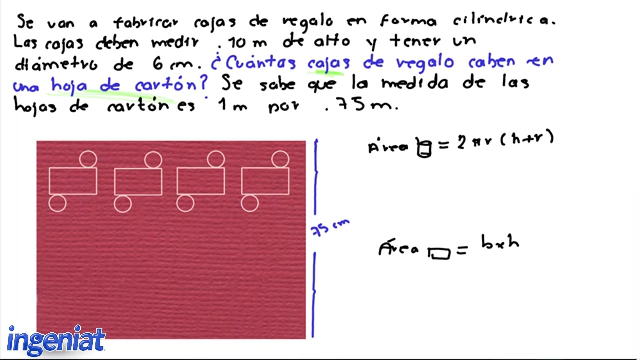 Se van a fabricar cajas de regalo en forma cilíndrica.
Las cajas deben medir .10 m de alto y tener un
diámetro de 6 cm. ¿Cuántas cajas de regalo caben en
una hoja de cartón? Se sabe que la medida de las
hojas de cartón es 1 m por .75 m.
Área = 2πr (h+r)
75 cm
Área = b×h
ingeniat